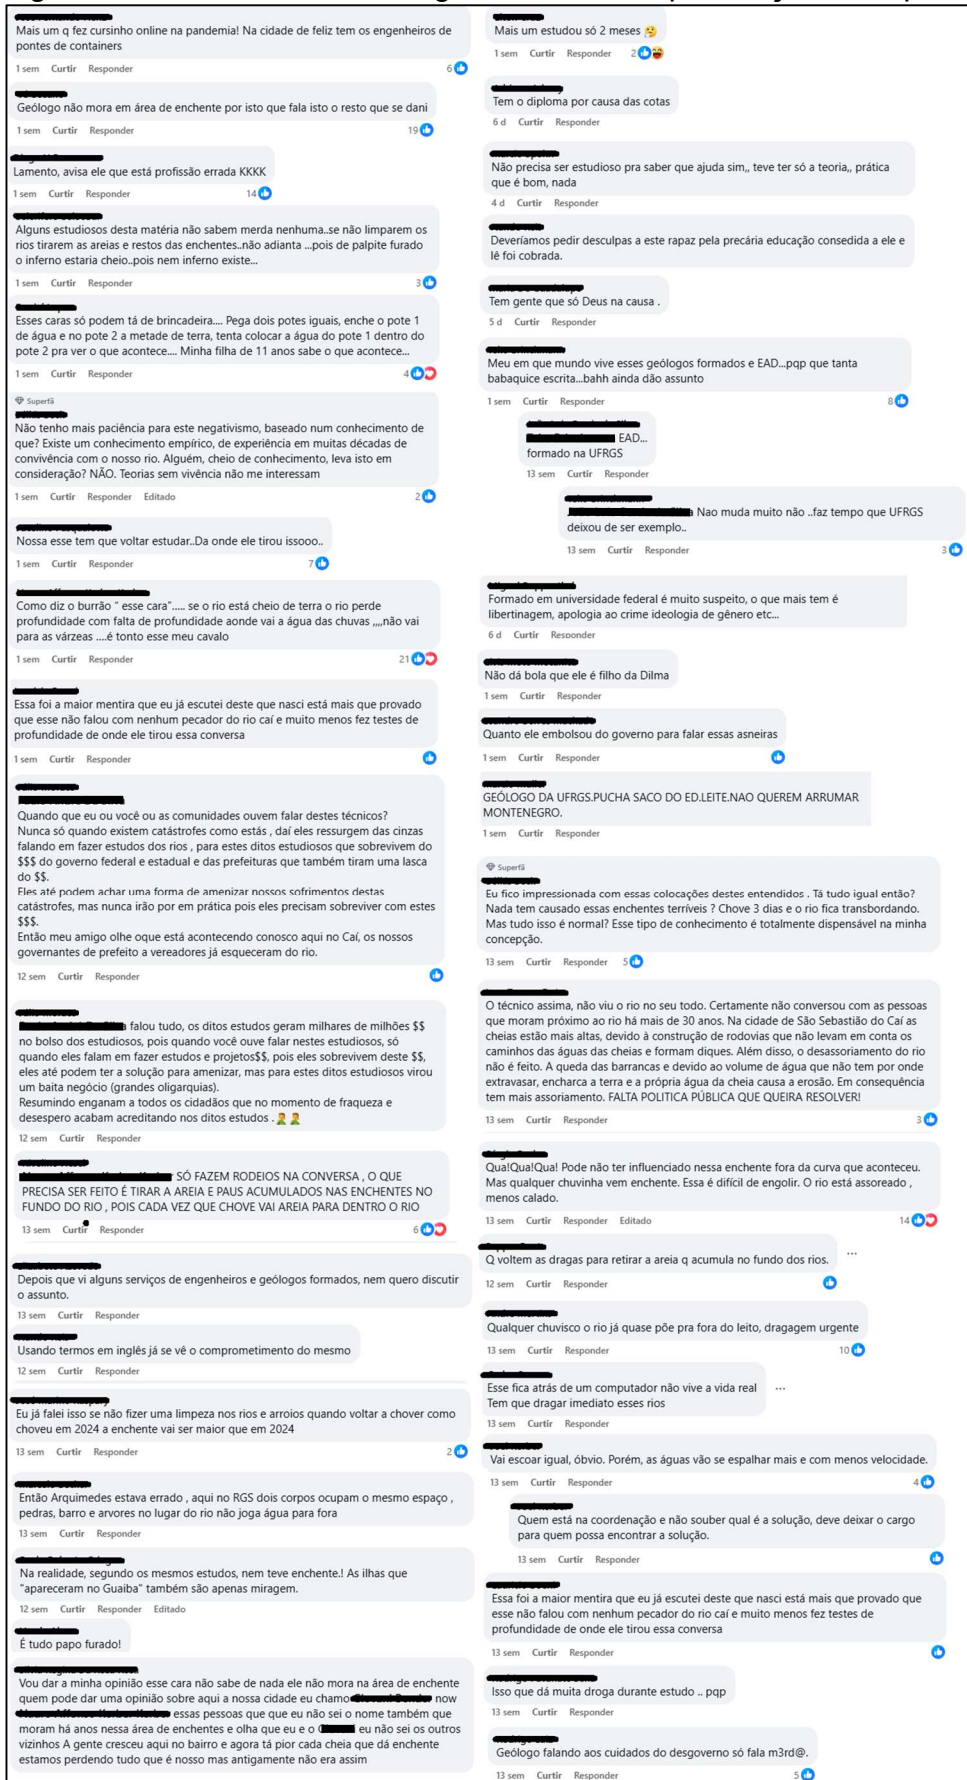 Mais um q fez cursinho online na pandemia! Na cidade de feliz tem os engenheiros de
pontes de containers
1 sem Curtir Responder 6
Geólogo não mora em área de enchente por isto que fala isto o resto que se dani
1 sem Curtir Responder 19
Lamento, avisa ele que está profissão errada KKKK
1 sem Curtir Responder 14
Alguns estudiosos desta matéria não sabem merda nenhuma..se não limparem os
rios tirarem as areias e restos das enchentes..não adianta ...pois de palpite furado
o inferno estaria cheio..pois nem inferno existe...
1 sem Curtir Responder 3
Esses caras só podem tá de brincadeira.... Pega dois potes iguais, enche o pote 1
de água e no pote 2 a metade de terra, tenta colocar a água do pote 1 dentro do
pote 2 pra ver o que acontece.... Minha filha de 11 anos sabe o que acontece...
1 sem Curtir Responder 4
Superfã
Não tenho mais paciência para este negativismo, baseado num conhecimento de
que? Existe um conhecimento empírico, de experiência em muitas décadas de
convivência com o nosso rio. Alguém, cheio de conhecimento, leva isto em
consideração? NÃO. Teorias sem vivência não me interessam
1 sem Curtir Responder Editado 2
Nossa esse tem que voltar estudar..Da onde ele tirou issooo..
1 sem Curtir Responder 7
Como diz o burrão " esse cara"..... se o rio está cheio de terra o rio perde
profundidade com falta de profundidade aonde vai a água das chuvas ,,,,não vai
para as várzeas ....é tonto esse meu cavalo
1 sem Curtir Responder 21
Essa foi a maior mentira que eu já escutei deste que nasci está mais que provado
que esse não falou com nenhum pecador do rio caí e muito menos fez testes de
profundidade de onde ele tirou essa conversa
1 sem Curtir Responder
Quando que eu ou você ou as comunidades ouvem falar destes técnicos?
Nunca só quando existem catástrofes como estás , daí eles ressurgem das cinzas
falando em fazer estudos dos rios , para estes ditos estudiosos que sobrevivem do
$$$ do governo federal e estadual e das prefeituras que também tiram uma lasca
do $$.
Eles até podem achar uma forma de amenizar nossos sofrimentos destas
catástrofes, mas nunca irão por em prática pois eles precisam sobreviver com estes
$$$.
Então meu amigo olhe oque está acontecendo conosco aqui no Caí, os nossos
governantes de prefeito a vereadores já esqueceram do rio.
12 sem Curtir Responder
falou tudo, os ditos estudos geram milhares de milhões $$
no bolso dos estudiosos, pois quando você ouve falar nestes estudiosos, só
quando eles falam em fazer estudos e projetos$$, pois eles sobrevivem deste $$,
eles até podem ter a solução para amenizar, mas para estes ditos estudiosos virou
um baita negócio (grandes oligarquias).
Resumindo enganam a todos os cidadãos que no momento de fraqueza e
desespero acabam acreditando nos ditos estudos .🤦🤦
12 sem Curtir Responder
SÓ FAZEM RODEIOS NA CONVERSA , O QUE
PRECISA SER FEITO É TIRAR A AREIA E PAUS ACUMULADOS NAS ENCHENTES NO
FUNDO DO RIO , POIS CADA VEZ QUE CHOVE VAI AREIA PARA DENTRO O RIO
13 sem Curtir Responder 6
Depois que vi alguns serviços de engenheiros e geólogos formados, nem quero discutir
o assunto.
13 sem Curtir Responder
Usando termos em inglês já se vê o comprometimento do mesmo
12 sem Curtir Responder
Eu já falei isso se não fizer uma limpeza nos rios e arroios quando voltar a chover como
choveu em 2024 a enchente vai ser maior que em 2024
13 sem Curtir Responder 2
Então Arquimedes estava errado , aqui no RGS dois corpos ocupam o mesmo espaço ,
pedras, barro e arvores no lugar do rio não joga água para fora
13 sem Curtir Responder
Na realidade, segundo os mesmos estudos, nem teve enchente.! As ilhas que
"apareceram no Guaiba" também são apenas miragem.
12 sem Curtir Responder Editado
É tudo papo furado!
Vou dar a minha opinião esse cara não sabe de nada ele não mora na área de enchente
quem pode dar uma opinião sobre aqui a nossa cidade eu chamo now
essas pessoas que que eu não sei o nome também que
moram há anos nessa área de enchentes e olha que eu e o eu não sei os outros
vizinhos A gente cresceu aqui no bairro e agora tá pior cada cheia que dá enchente
estamos perdendo tudo que é nosso mas antigamente não era assim
Mais um estudou só 2 meses 🤔
1 sem Curtir Responder 2
Tem o diploma por causa das cotas
6 d Curtir Responder
Não precisa ser estudioso pra saber que ajuda sim,, teve ter só a teoria,, prática
que é bom, nada
4 d Curtir Responder
Deveríamos pedir desculpas a este rapaz pela precária educação consedida a ele e
lê foi cobrada.
Tem gente que só Deus na causa .
5 d Curtir Responder
Meu em que mundo vive esses geólogos formados e EAD...pqp que tanta
babaquice escrita...bahh ainda dão assunto
1 sem Curtir Responder 8
EAD...
formado na UFRGS
13 sem Curtir Responder
Nao muda muito não ..faz tempo que UFRGS
deixou de ser exemplo..
13 sem Curtir Responder 3
Formado em universidade federal é muito suspeito, o que mais tem é
libertinagem, apologia ao crime ideologia de gênero etc...
6 d Curtir Responder
Não dá bola que ele é filho da Dilma
1 sem Curtir Responder
Quanto ele embolsou do governo para falar essas asneiras
1 sem Curtir Responder
GEÓLOGO DA UFRGS.PUCHA SACO DO ED.LEITE.NAO QUEREM ARRUMAR
MONTENEGRO.
1 sem Curtir Responder
Superfã
Eu fico impressionada com essas colocações destes entendidos . Tá tudo igual então?
Nada tem causado essas enchentes terríveis ? Chove 3 dias e o rio fica transbordando.
Mas tudo isso é normal? Esse tipo de conhecimento é totalmente dispensável na minha
concepção.
13 sem Curtir Responder 5
O técnico assima, não viu o rio no seu todo. Certamente não conversou com as pessoas
que moram próximo ao rio há mais de 30 anos. Na cidade de São Sebastião do Caí as
cheias estão mais altas, devido à construção de rodovias que não levam em conta os
caminhos das águas das cheias e formam diques. Além disso, o desassoriamento do rio
não é feito. A queda das barrancas e devido ao volume de água que não tem por onde
extravasar, encharca a terra e a própria água da cheia causa a erosão. Em consequência
tem mais assoriamento. FALTA POLITICA PÚBLICA QUE QUEIRA RESOLVER!
13 sem Curtir Responder 3
Qua!Qua!Qua! Pode não ter influenciado nessa enchente fora da curva que aconteceu.
Mas qualquer chuvinha vem enchente. Essa é difícil de engolir. O rio está assoreado ,
menos calado.
13 sem Curtir Responder Editado 14
Q voltem as dragas para retirar a areia q acumula no fundo dos rios. ...
12 sem Curtir Responder
Qualquer chuvisco o rio já quase põe pra fora do leito, dragagem urgente
13 sem Curtir Responder 10
Esse fica atrás de um computador não vive a vida real ...
Tem que dragar imediato esses rios
13 sem Curtir Responder
Vai escoar igual, óbvio. Porém, as águas vão se espalhar mais e com menos velocidade.
13 sem Curtir Responder 4
Quem está na coordenação e não souber qual é a solução, deve deixar o cargo
para quem possa encontrar a solução.
13 sem Curtir Responder
Essa foi a maior mentira que eu já escutei deste que nasci está mais que provado que
esse não falou com nenhum pecador do rio caí e muito menos fez testes de
profundidade de onde ele tirou essa conversa
13 sem Curtir Responder
Isso que dá muita droga durante estudo .. pqp
13 sem Curtir Responder
Geólogo falando aos cuidados do desgoverno só fala m3rd@.
13 sem Curtir Responder 5